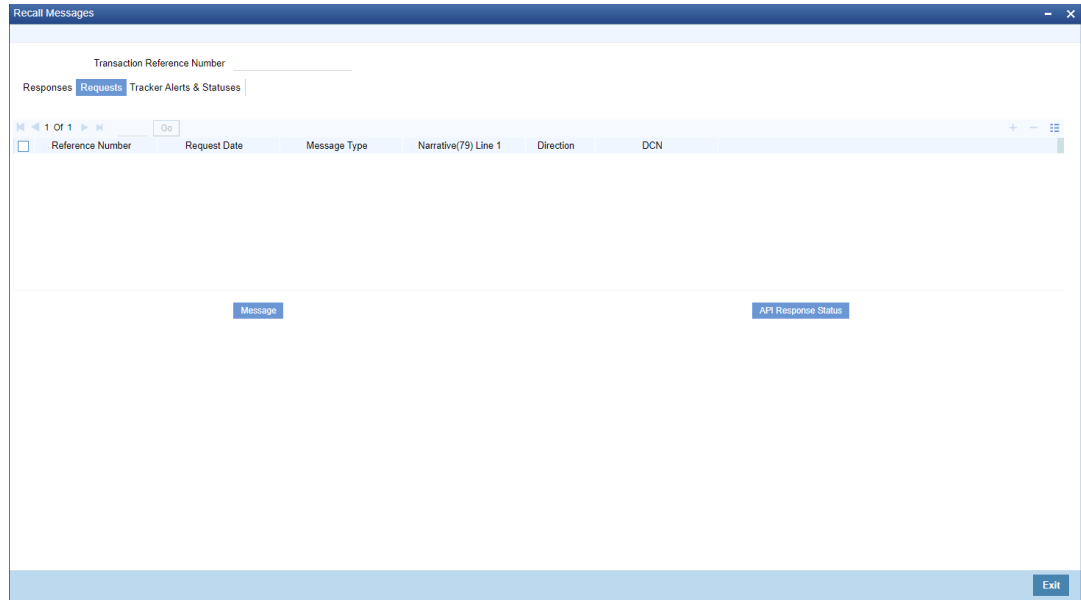 Recall Messages
Transaction Reference Number
Responses Requests Tracker Alerts & Statuses
1 Of 1 Go
Reference Number Request Date Message Type Narrative(79) Line 1 Direction DCN
Message API Response Status
Exit